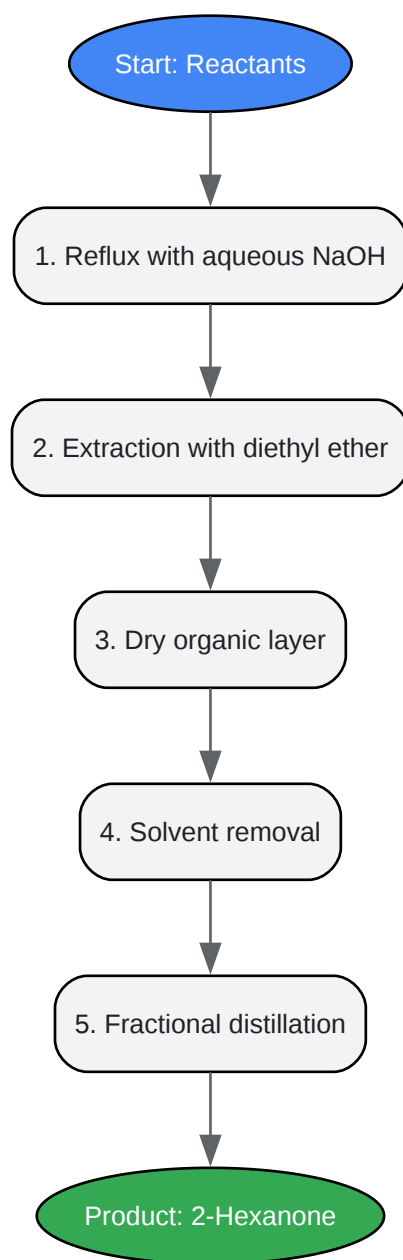 Start: Reactants
1. Reflux with aqueous NaOH
2. Extraction with diethyl ether
3. Dry organic layer
4. Solvent removal
5. Fractional distillation
Product: 2-Hexanone